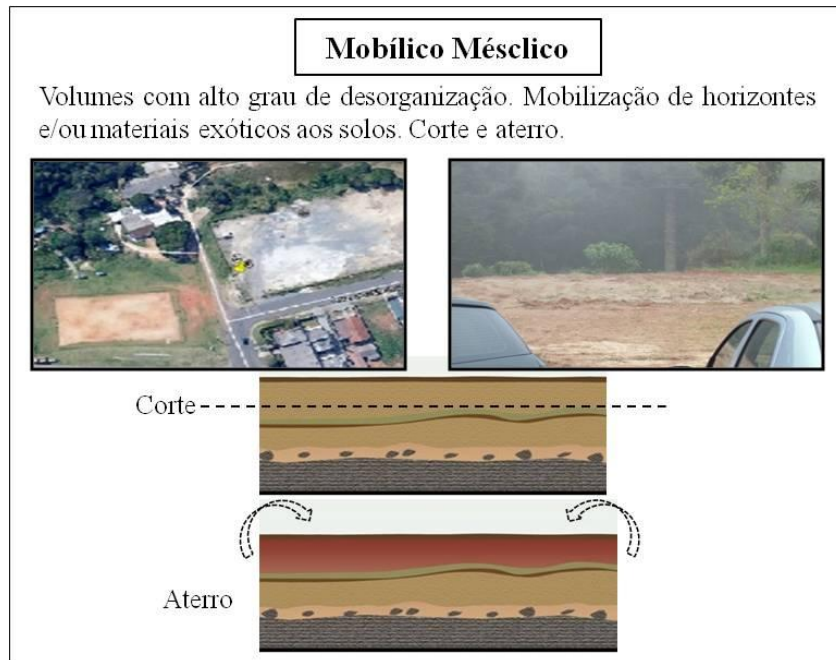 Mobílico Mésclico
Volumes com alto grau de desorganização. Mobilização de horizontes
e/ou materiais exóticos aos solos. Corte e aterro.
Corte
Aterro